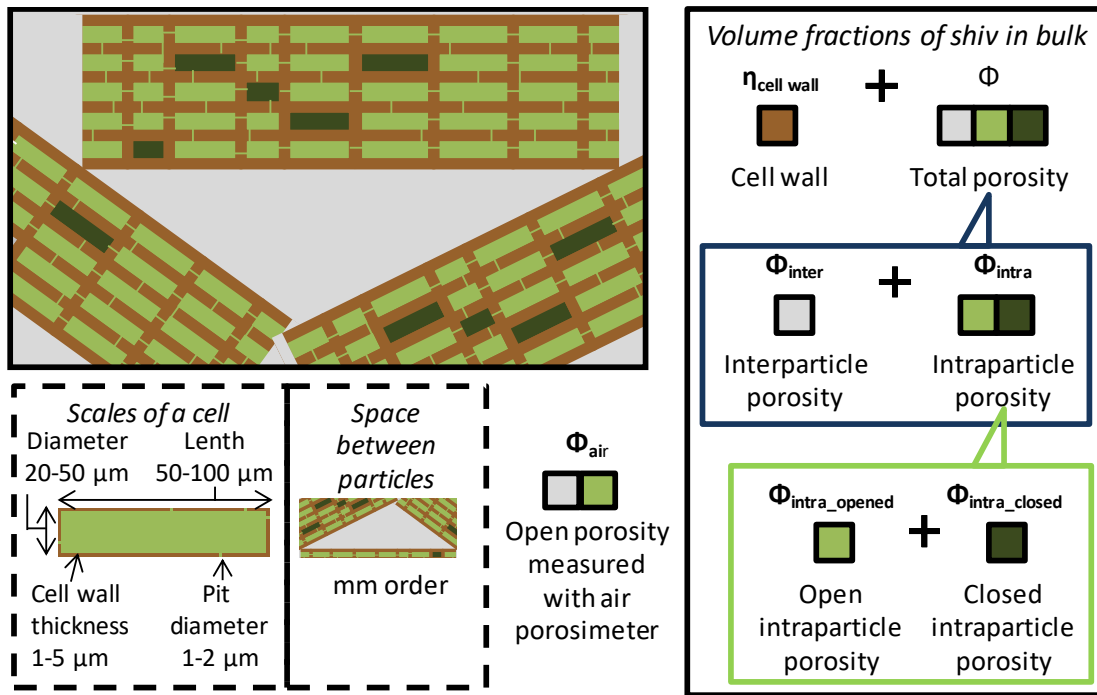 Volume fractions of shiv in bulk
ηcell wall + Φ
Cell wall Total porosity
Φinter + Φintra
Interparticle Intraparticle
porosity porosity
Φintra_opened + Φintra_closed
Open Closed
intraparticle intraparticle
porosity porosity
Scales of a cell
Diameter Lenth
20-50 μm 50-100 μm
Cell wall Pit
thickness diameter
1-5 μm 1-2 μm
Space
between
particles
mm order
Φair
Open porosity
measured
with air
porosimeter